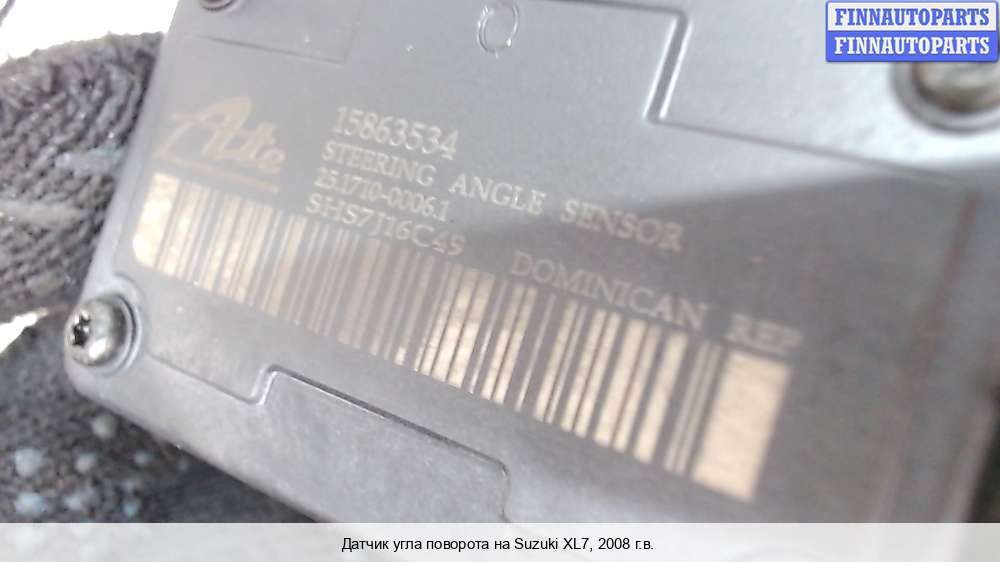 FINNAUTOPARTS
FINNAUTOPARTS
Ate
15863534
STEERING ANGLE SENSOR
25.1710-0006.1
SHS7J16C49 DOMINICAN REP
Датчик угла поворота на Suzuki XL7, 2008 г.в.